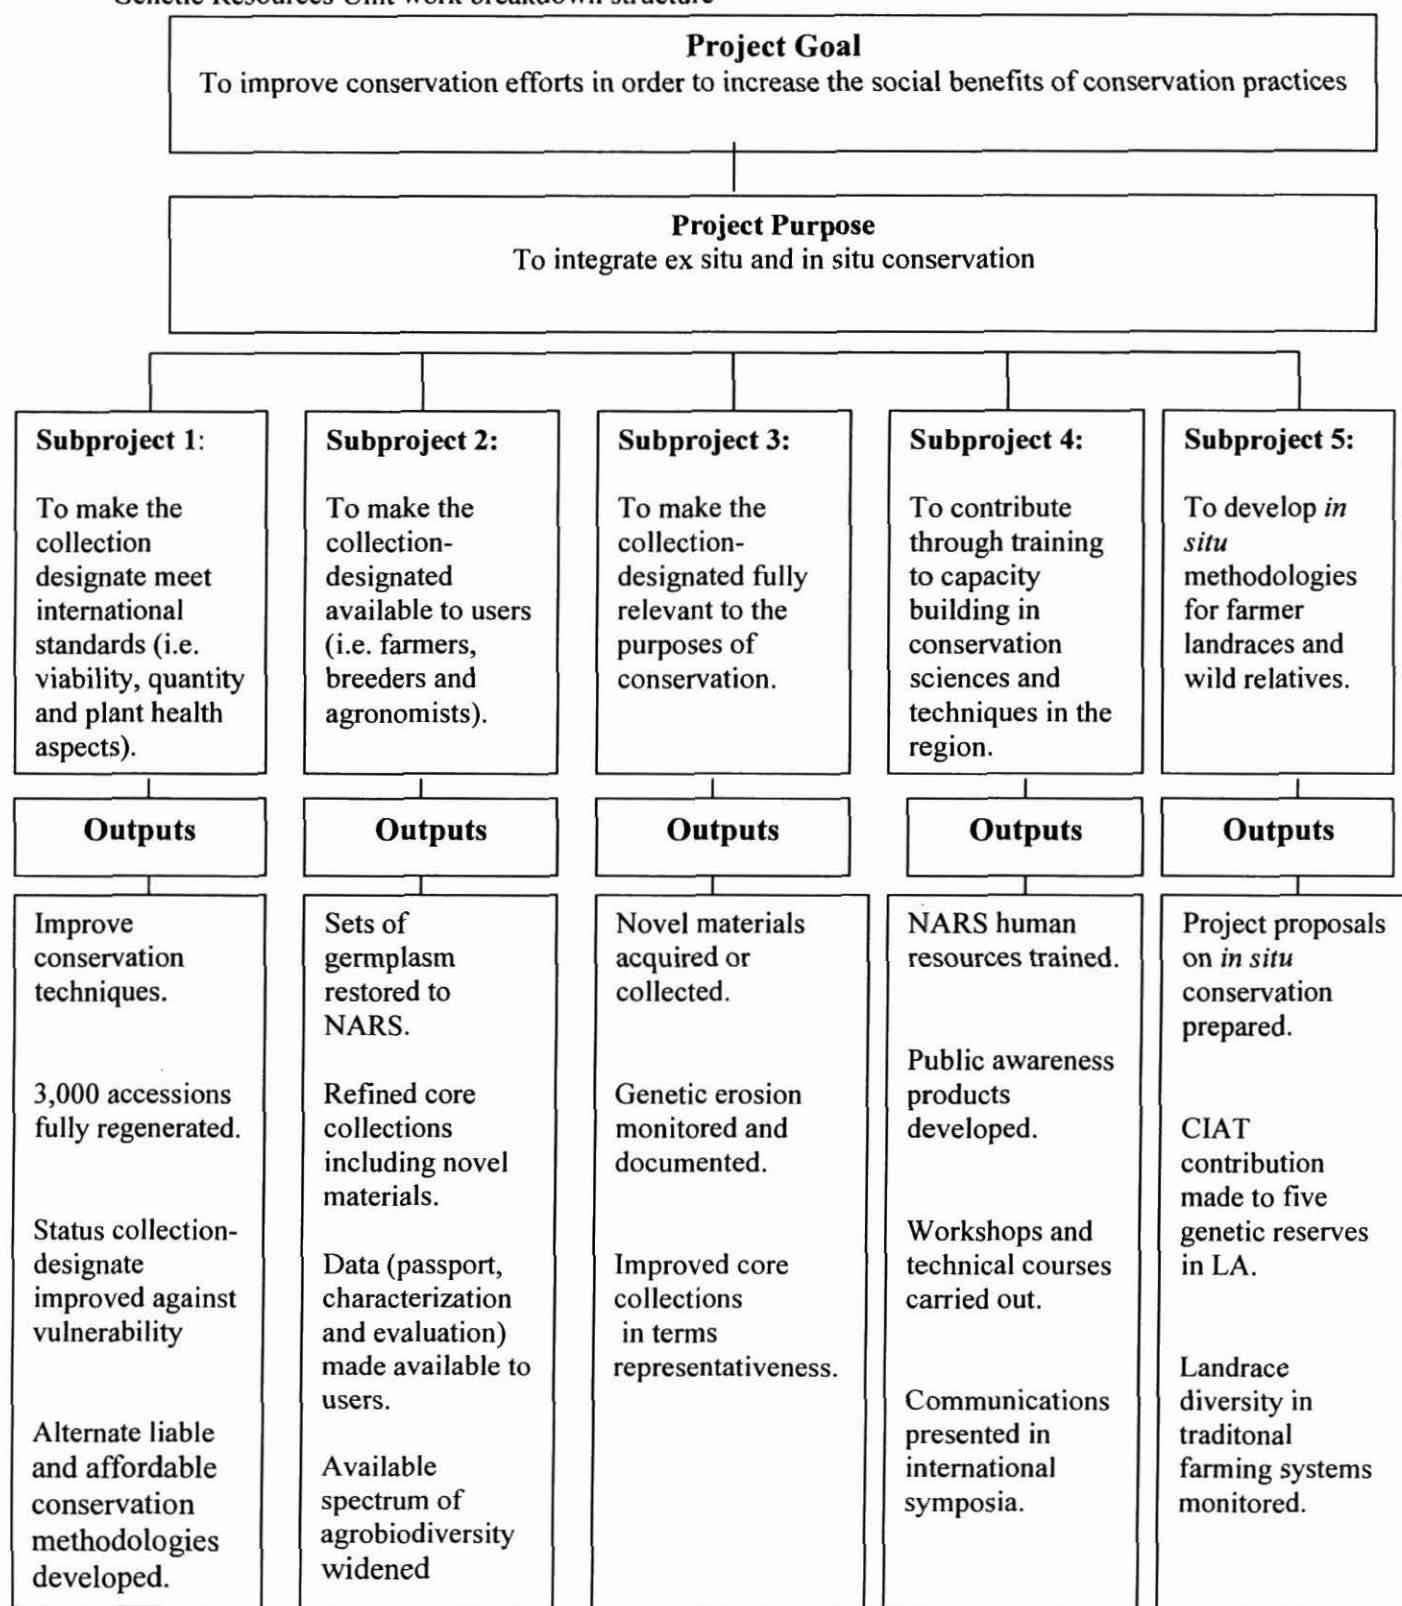 Genetic Resources Unit work breakdown structure
Project Goal
To improve conservation efforts in order to increase the social benefits of conservation practices
Project Purpose
To integrate ex situ and in situ conservation
Subproject 1:
To make the
collection
designate meet
international
standards (i.e.
viability, quantity
and plant health
aspects).
Subproject 2:
To make the
collection-
designated
available to users
(i.e. farmers,
breeders and
agronomists).
Subproject 3:
To make the
collection-
designated fully
relevant to the
purposes of
conservation.
Subproject 4:
To contribute
through training
to capacity
building in
conservation
sciences and
techniques in the
region.
Subproject 5:
To develop in
situ
methodologies
for farmer
landraces and
wild relatives.
Outputs
Outputs
Outputs
Outputs
Outputs
Improve
conservation
techniques.
3,000 accessions
fully regenerated.
Status collection-
designate
improved against
vulnerability
Alternate liable
and affordable
conservation
methodologies
developed.
Sets of
germplasm
restored to
NARS.
Refined core
collections
including novel
materials.
Data (passport,
characterization
and evaluation)
made available to
users.
Available
spectrum of
agrobiodiversity
widened
Novel materials
acquired or
collected.
Genetic erosion
monitored and
documented.
Improved core
collections
in terms
representativeness.
NARS human
resources trained.
Public awareness
products
developed.
Workshops and
technical courses
carried out.
Communications
presented in
international
symposia.
Project proposals
on in situ
conservation
prepared.
CIAT
contribution
made to five
genetic reserves
in LA.
Landrace
diversity in
traditonal
farming systems
monitored.